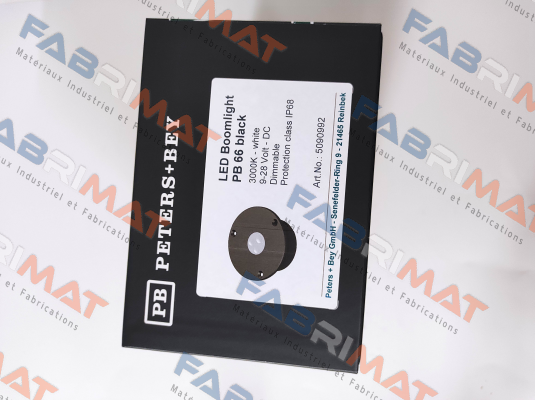 PB PETERS+BEY
LED Boomlight
PB 66 black
3000K - white
9-28 Volt - DC
Dimmable
Protection class IP68
Art.No.: 5090992
Peters + Bey GmbH - Senefelder-Ring 9 - 21465 Reinbek
FABRIMAT
Materiaux Industriel et Fabrications